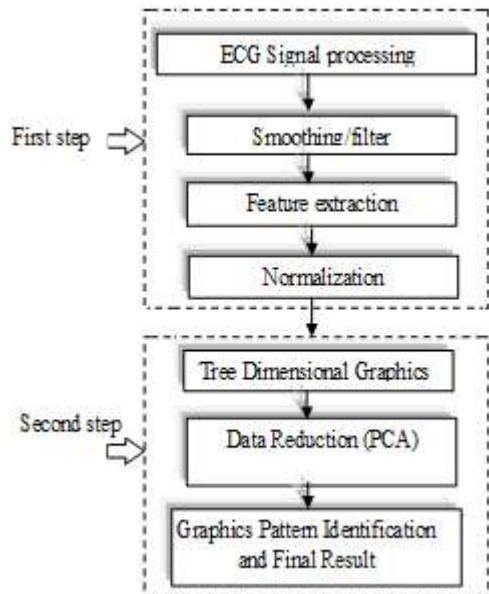 ECG Signal processing
First step
Smoothing/filter
Feature extraction
Normalization
Tree Dimensional Graphics
Second step
Data Reduction (PCA)
Graphics Pattern Identification
and Final Result